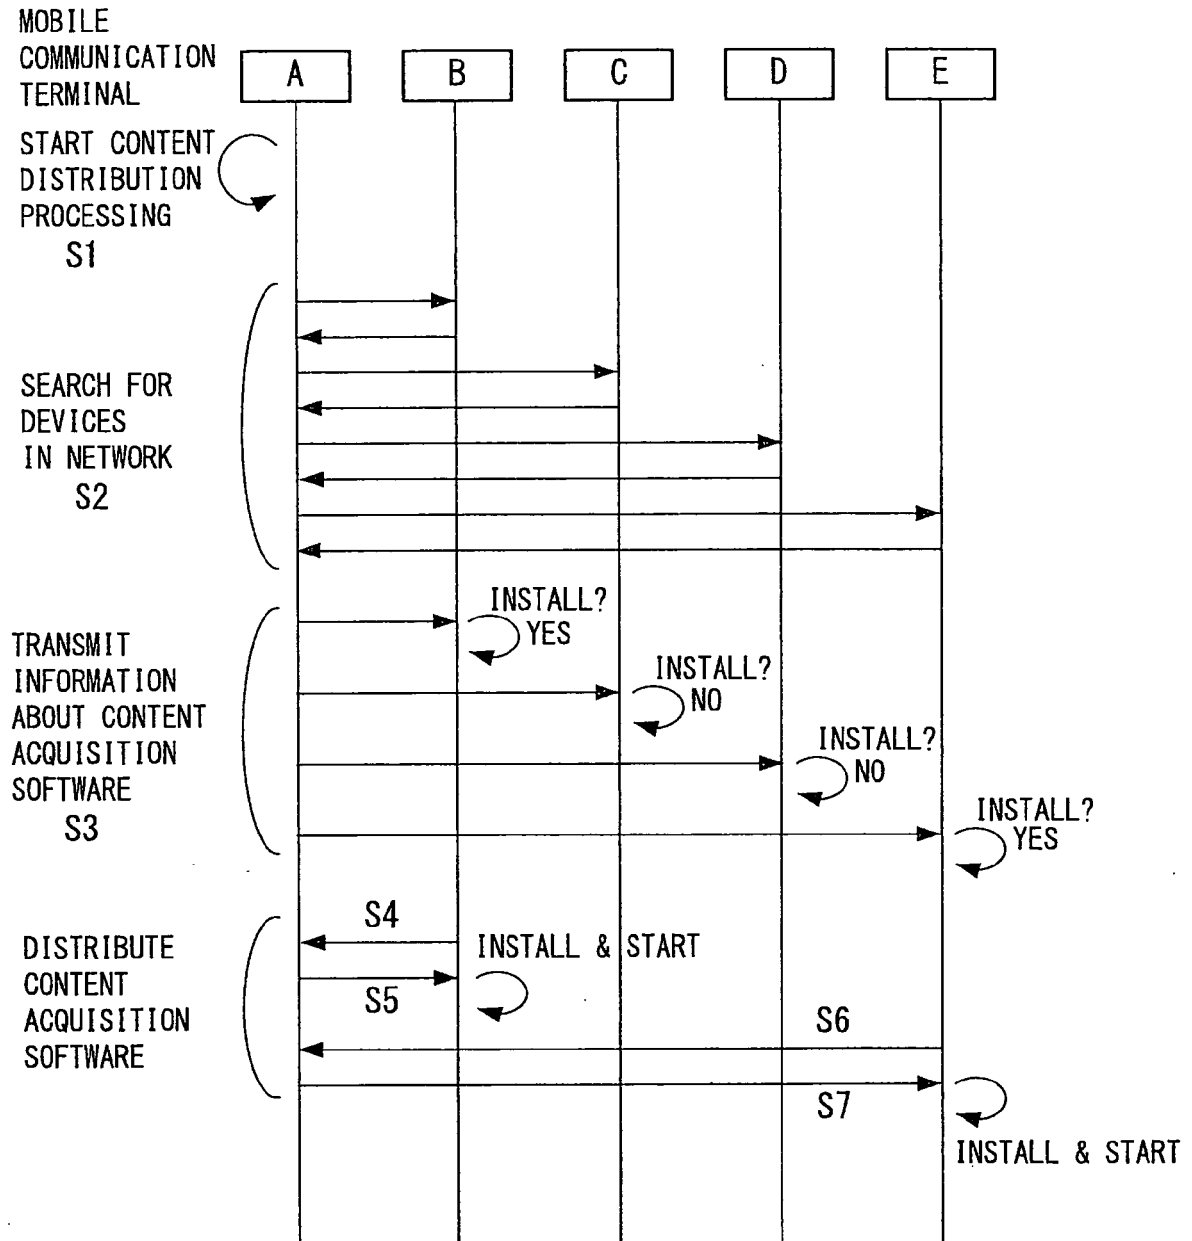 MOBILE
COMMUNICATION
TERMINAL
A
B
C
D
E
START CONTENT
DISTRIBUTION
PROCESSING
S1
SEARCH FOR
DEVICES
IN NETWORK
S2
TRANSMIT
INFORMATION
ABOUT CONTENT
ACQUISITION
SOFTWARE
S3
INSTALL?
YES
INSTALL?
NO
INSTALL?
NO
INSTALL?
YES
DISTRIBUTE
CONTENT
ACQUISITION
SOFTWARE
S4
INSTALL & START
S5
S6
S7
INSTALL & START